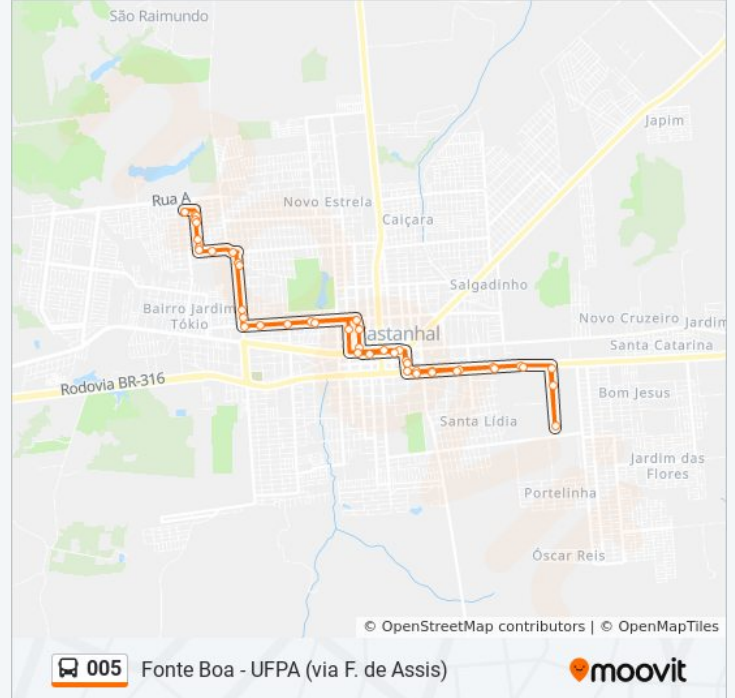 São Raimundo
Japim
Rua A
Novo Estrela
Caiçara
Salgadinho
Bairro Jardim
Tókio
Novo Cruzeiro
Jardim
astanhal
Santa Catarina
Rodovia BR-316
Bom Jesus
Santa Lídia
Jardim das
Flores
Portelinha
Óscar Reis
© OpenStreetMap contributors | © OpenMapTiles
005 Fonte Boa - UFPA (via F. de Assis)
moovit